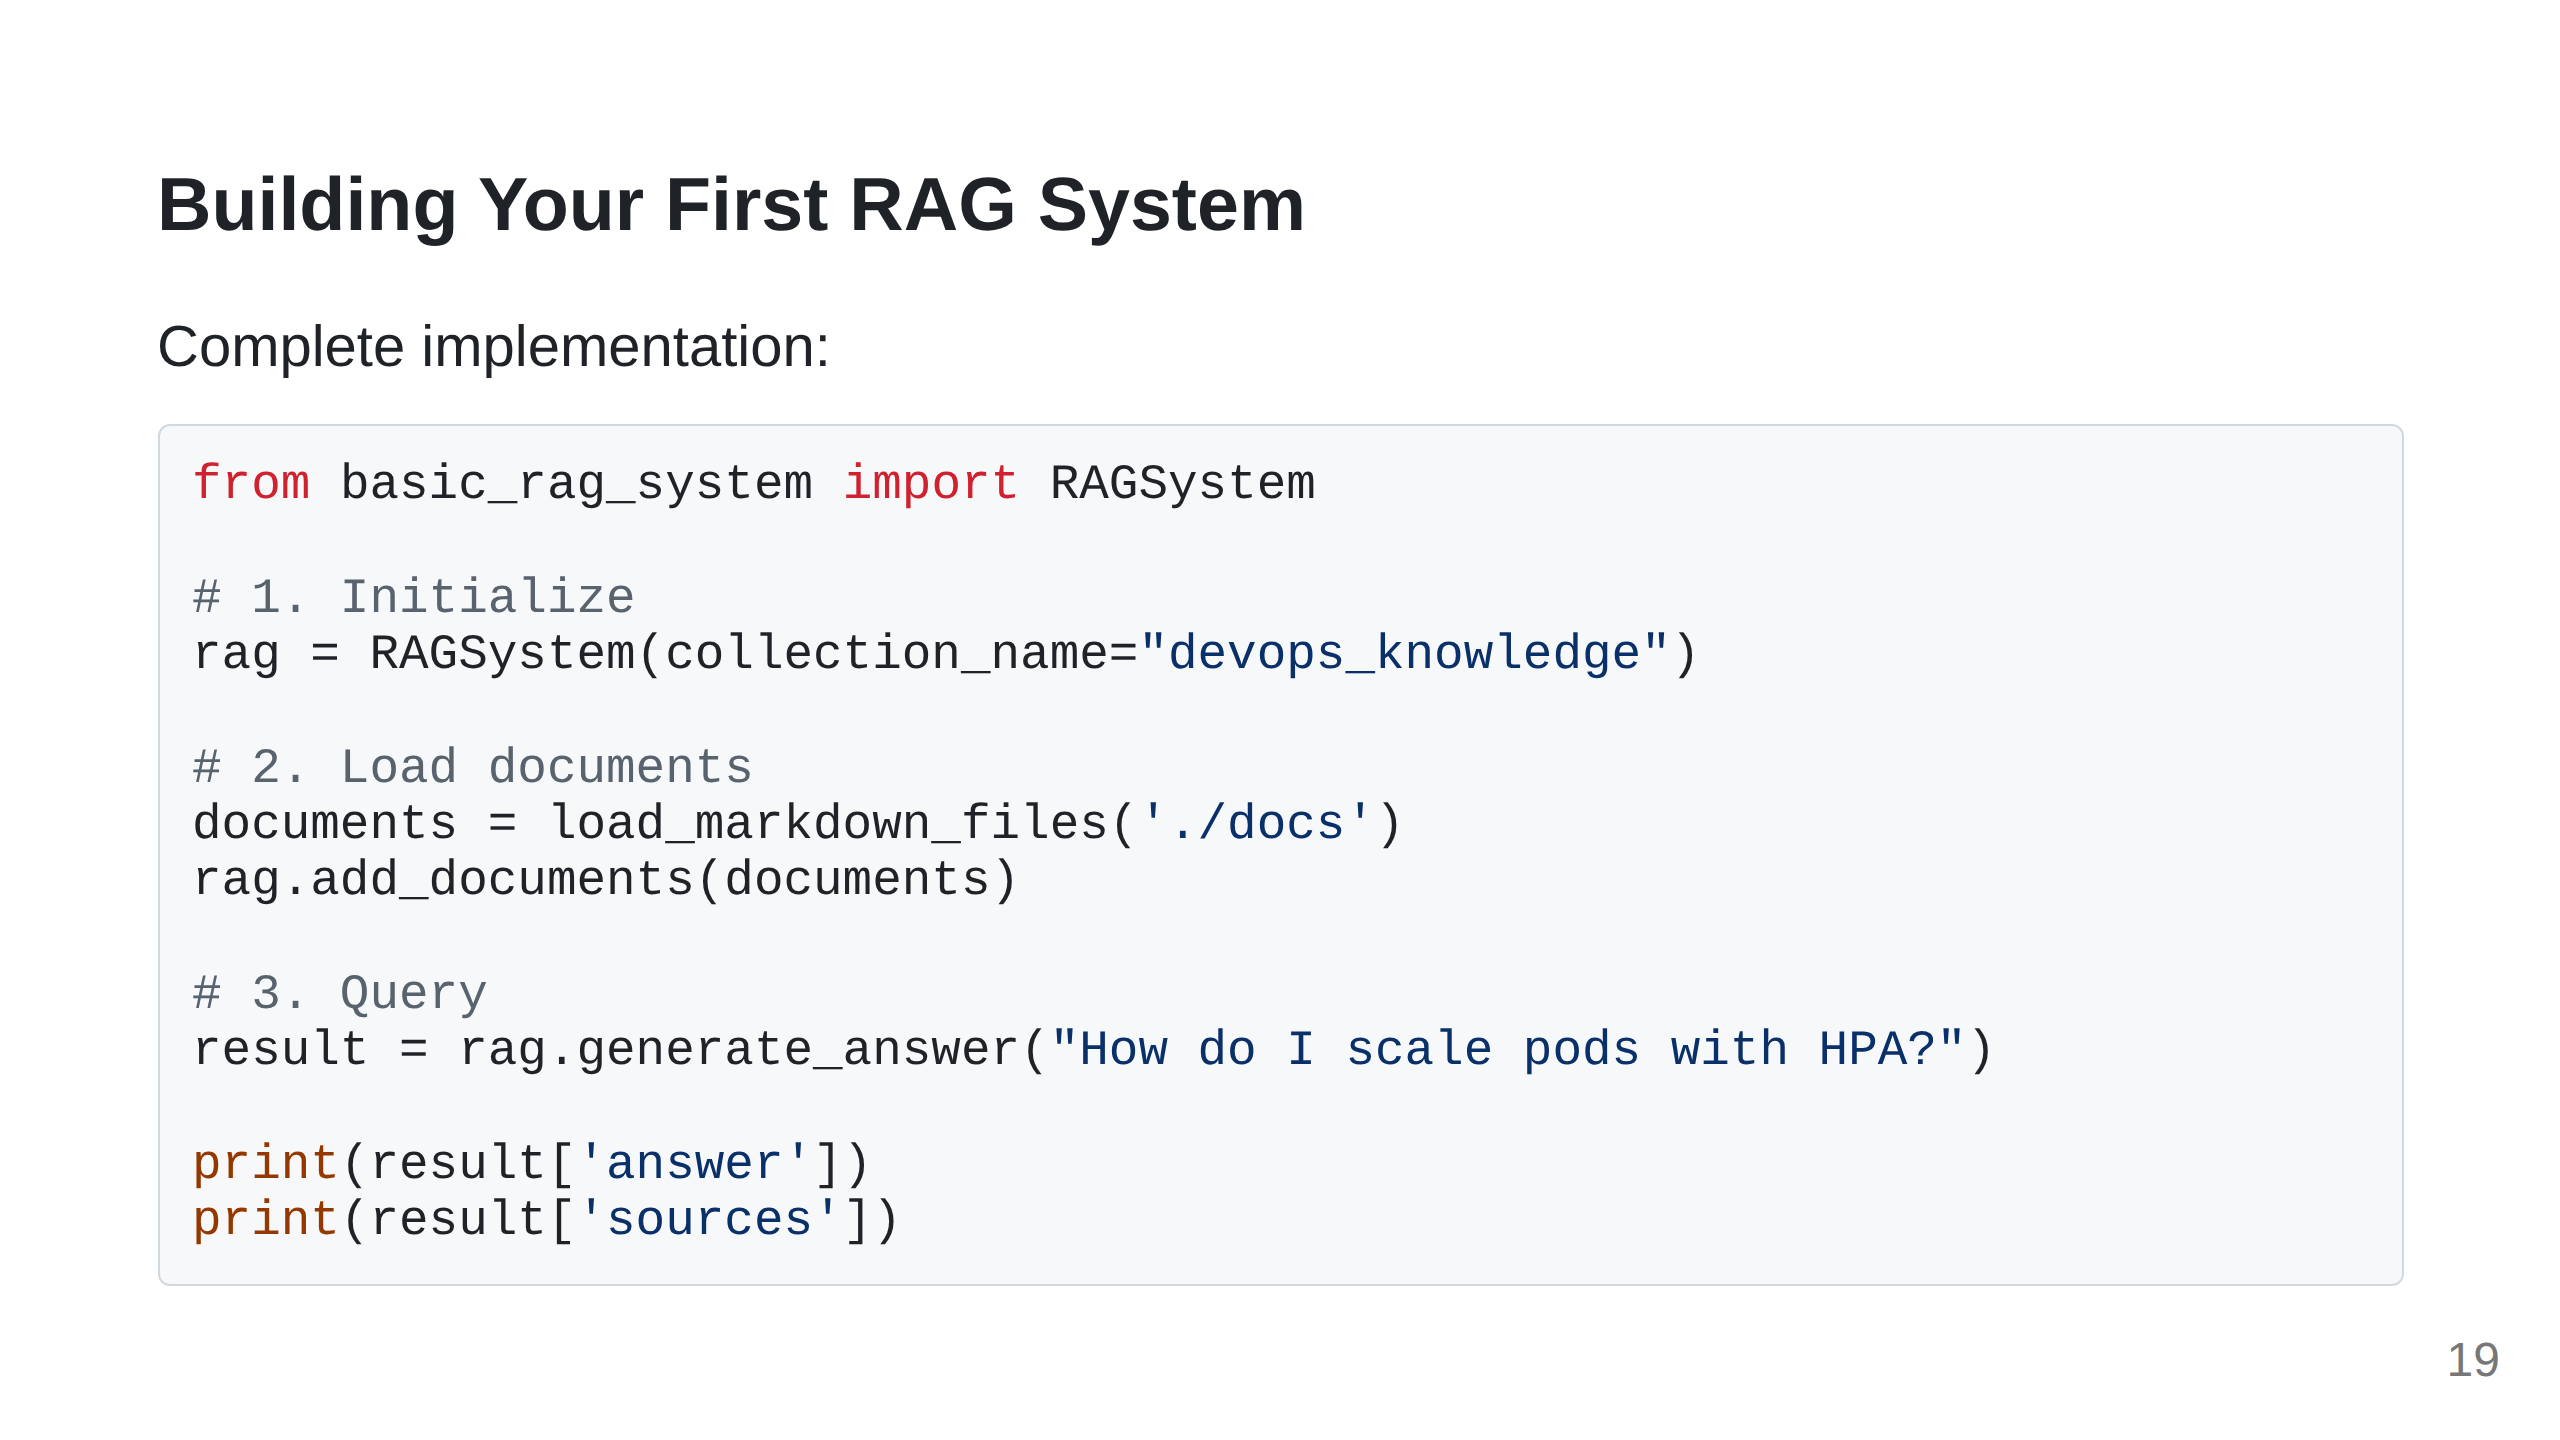 Building Your First RAG System
Complete implementation:
from basic_rag_system import RAGSystem
# 1. Initialize
rag = RAGSystem(collection_name="devops_knowledge")
# 2. Load documents
documents = load_markdown_files('./docs')
rag.add_documents(documents)
# 3. Query
result = rag.generate_answer("How do I scale pods with HPA?")
print(result['answer'])
print(result['sources'])
19